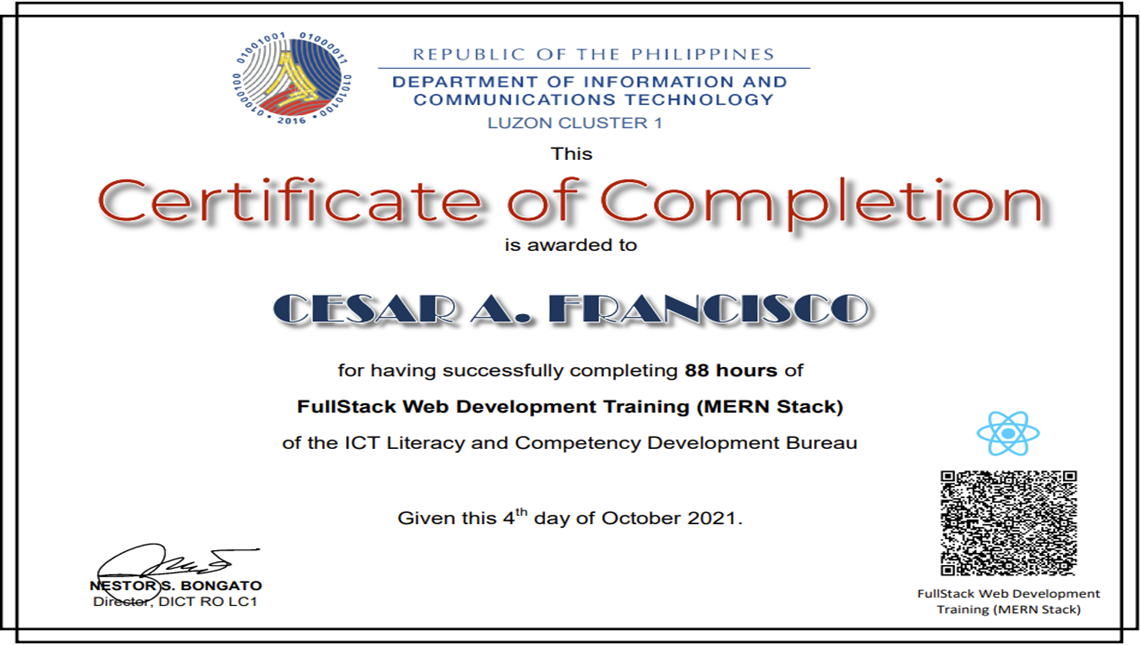 01001001 01000011
01000100 0101010​0
• 2016 •
REPUBLIC OF THE PHILIPPINES
DEPARTMENT OF INFORMATION AND
COMMUNICATIONS TECHNOLOGY
LUZON CLUSTER 1
This
Certificate of Completion
is awarded to
CESAR A. FRANCISCO
for having successfully completing 88 hours of
FullStack Web Development Training (MERN Stack)
of the ICT Literacy and Competency Development Bureau
Given this 4th day of October 2021.
NESTOR S. BONGATO
Director, DICT RO LC1
FullStack Web Development
Training (MERN Stack)